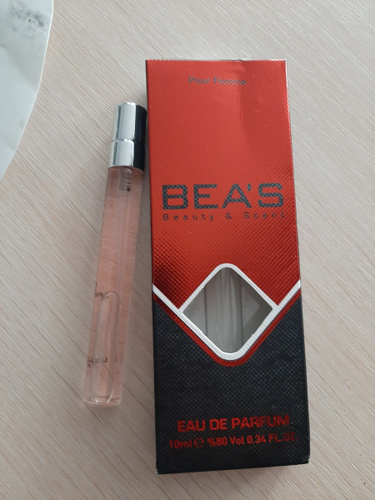 BEA'S
Beauty & Scent
EAU DE PARFUM
10ml e %80 Vol 0.34 FL.OZ.